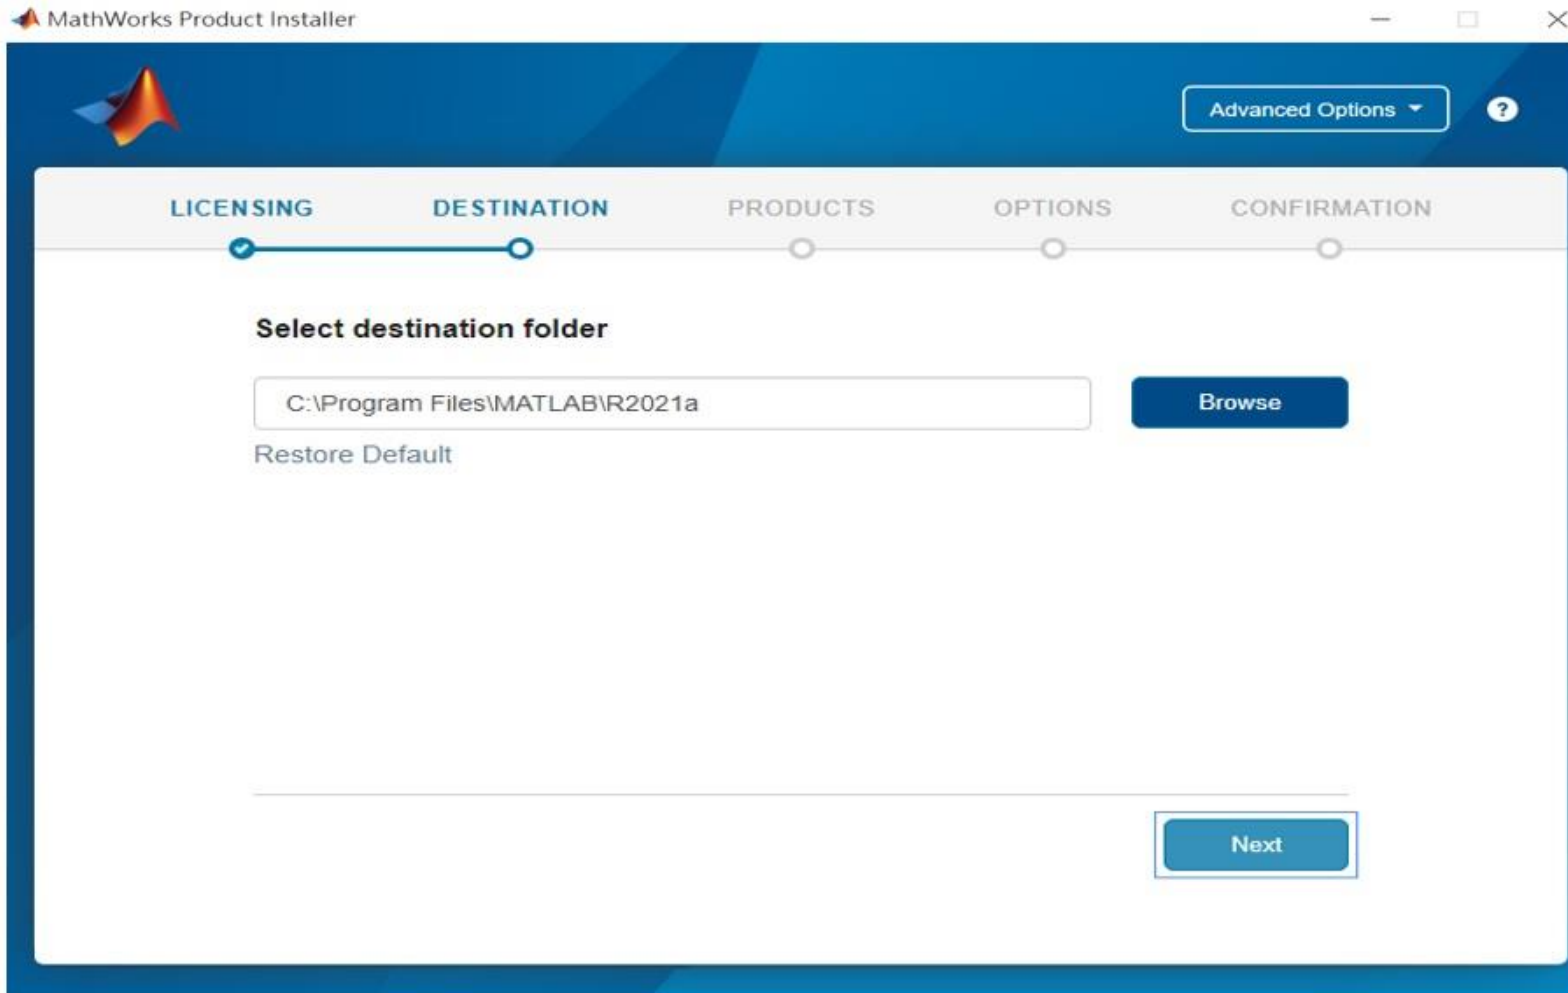 MathWorks Product Installer
Advanced Options
?
LICENSING DESTINATION PRODUCTS OPTIONS CONFIRMATION
Select destination folder
C:\Program Files\MATLAB\R2021a
Browse
Restore Default
Next